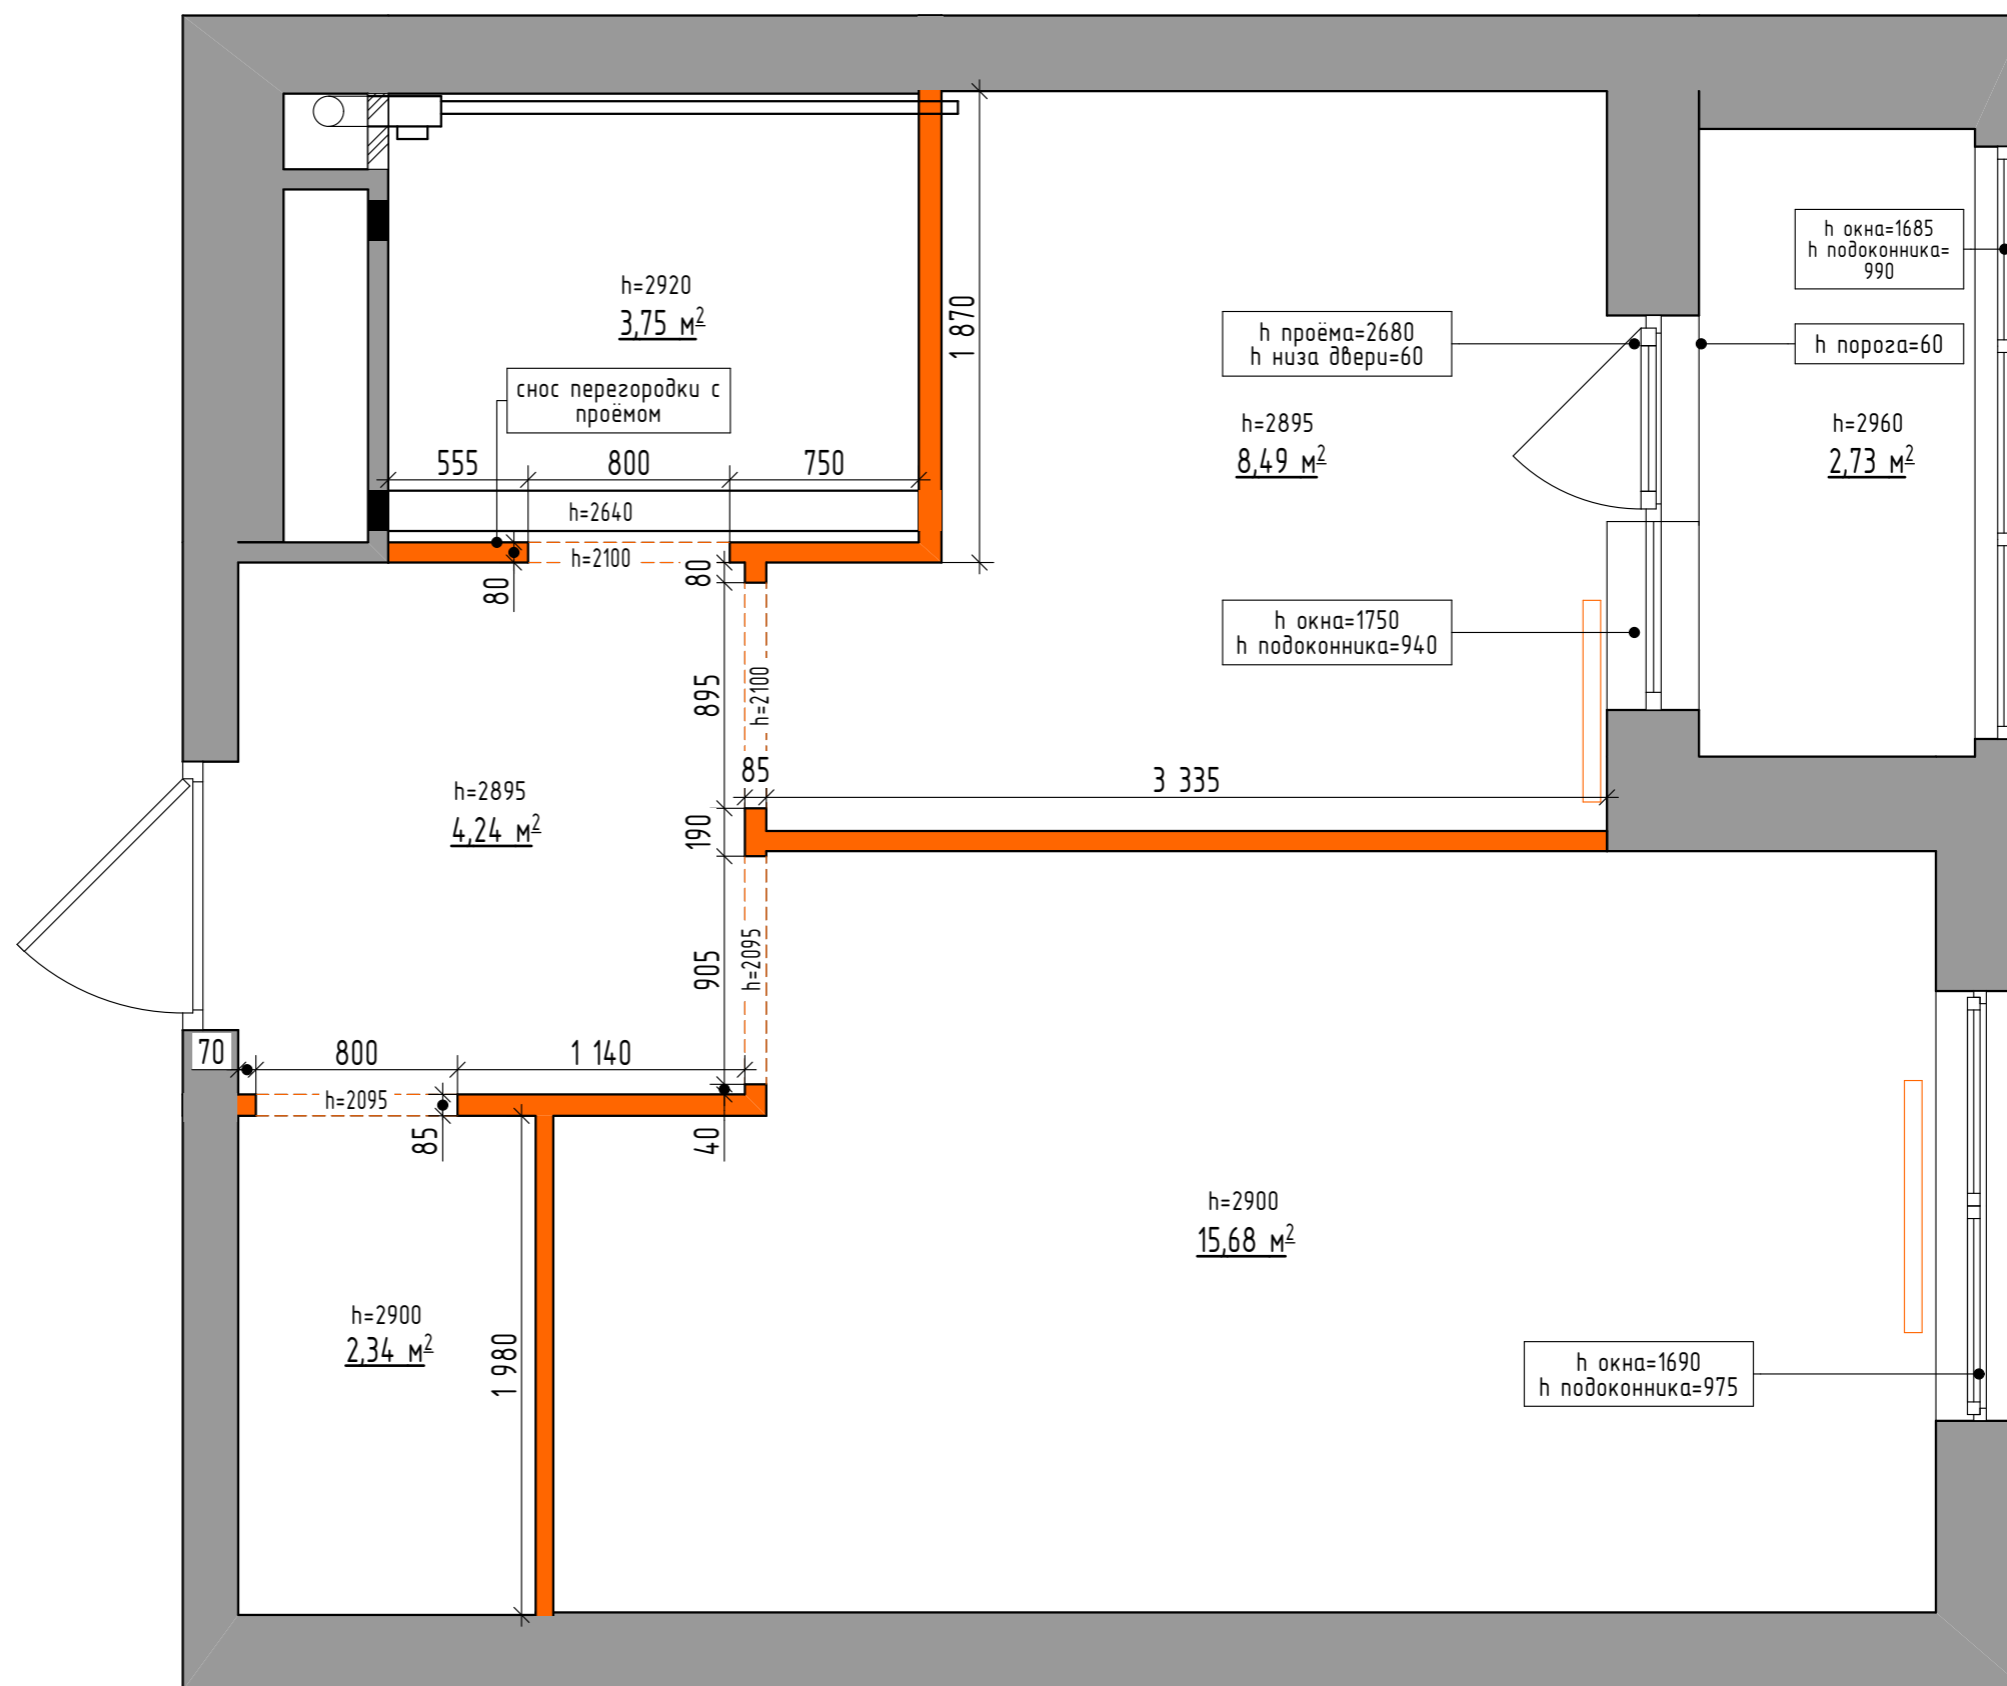 h=2920
3,75 м2
снос перегородки с
проёмом
555
800
750
h=2640
h=2100
80
80
1 870
h окна=1685
h подоконника=
990
h проёма=2680
h низа двери=60
h порога=60
h=2895
8,49 м2
h=2960
2,73 м2
h окна=1750
h подоконника=940
895
h=2100
85
3 335
190
h=2895
4,24 м2
905
h=2095
70
800
1 140
h=2095
85
40
h=2900
15,68 м2
h=2900
2,34 м2
1 980
h окна=1690
h подоконника=975